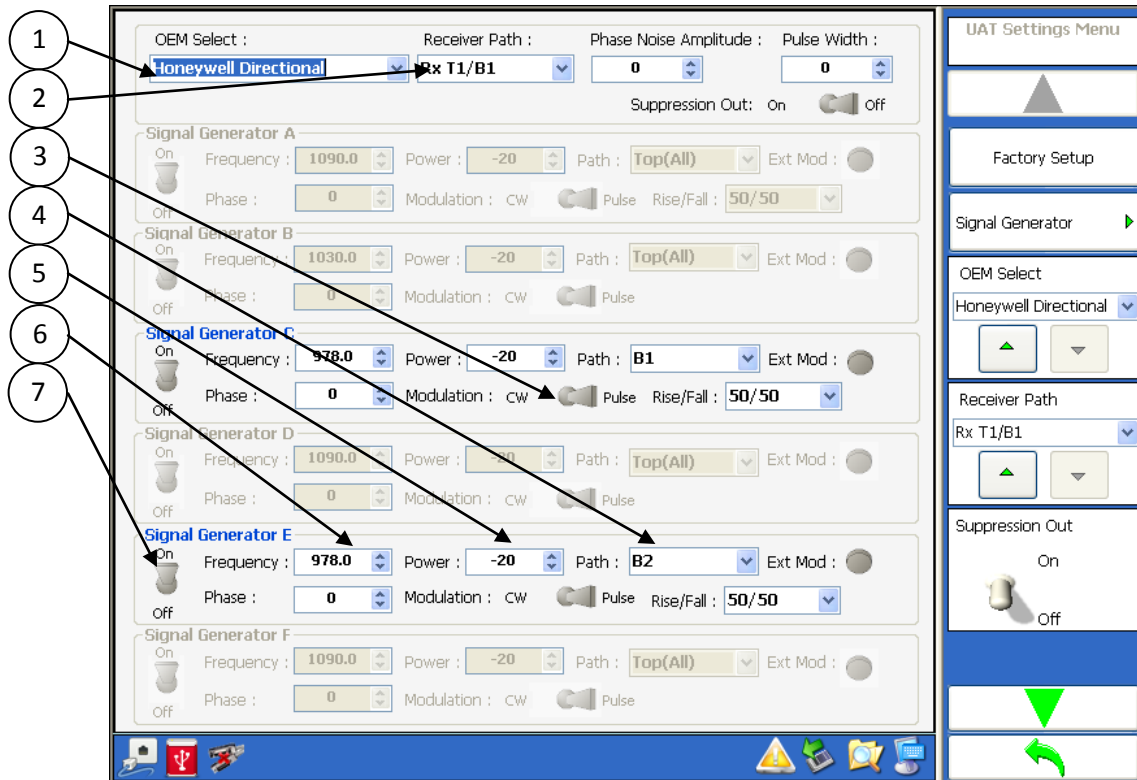 1
2
3
4
5
6
7
OEM Select :
Receiver Path :
Phase Noise Amplitude :
Pulse Width :
Honeywell Directional
Rx T1/B1
0
0
Suppression Out: On Off
Signal Generator A
On Frequency : 1090.0 Power : -20 Path : Top(All) Ext Mod :
Off Phase : 0 Modulation : CW Pulse Rise/Fall : 50/50
Signal Generator B
On Frequency : 1030.0 Power : -20 Path : Top(All) Ext Mod :
Off Phase : 0 Modulation : CW Pulse
Signal Generator C
On Frequency : 978.0 Power : -20 Path : B1 Ext Mod :
Off Phase : 0 Modulation : CW Pulse Rise/Fall : 50/50
Signal Generator D
On Frequency : 1090.0 Power : -20 Path : Top(All) Ext Mod :
Off Phase : 0 Modulation : CW Pulse
Signal Generator E
On Frequency : 978.0 Power : -20 Path : B2 Ext Mod :
Off Phase : 0 Modulation : CW Pulse Rise/Fall : 50/50
Signal Generator F
On Frequency : 1090.0 Power : -20 Path : Top(All) Ext Mod :
Off Phase : 0 Modulation : CW Pulse
UAT Settings Menu
Factory Setup
Signal Generator
OEM Select
Honeywell Directional
Receiver Path
Rx T1/B1
Suppression Out
On
Off